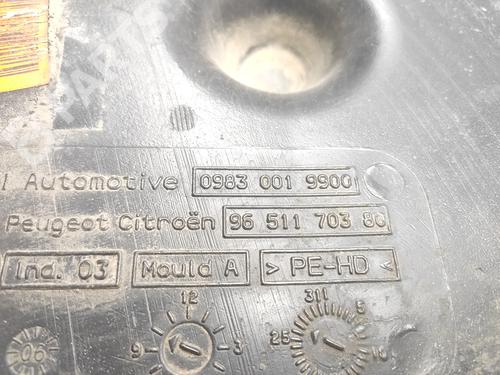 l Automotive 0983 001 9900
Peugeot Citroën 96 511 703 80
Ind. 03 Mould A > PE-HD <
12 311
5
9 3 25 10
06